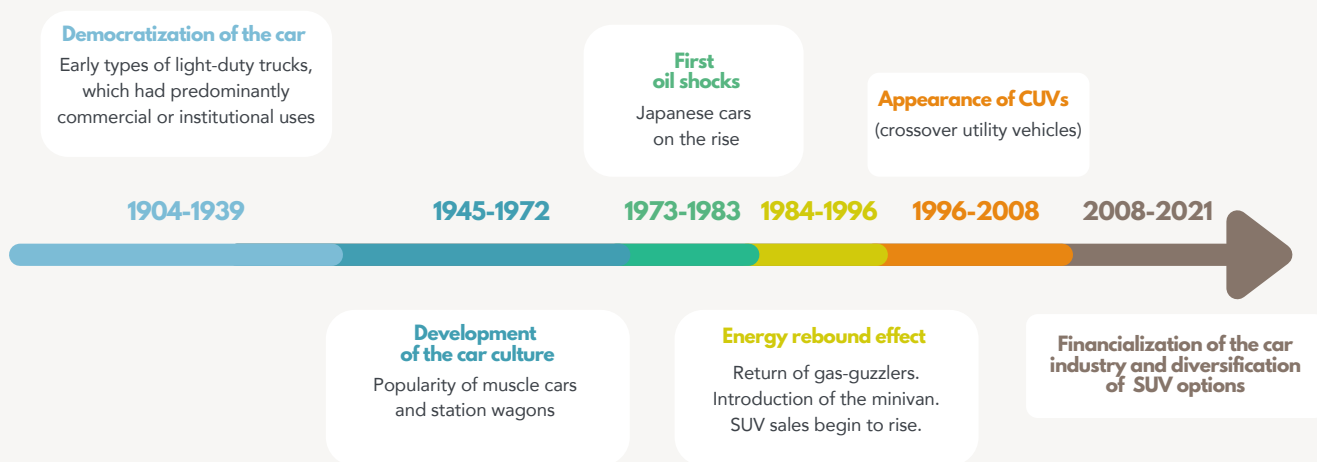 Democratization of the car
Early types of light-duty trucks,
which had predominantly
commercial or institutional uses
First
oil shocks
Japanese cars
on the rise
Appearance of CUVs
(crossover utility vehicles)
1904-1939
1945-1972
1973-1983
1984-1996
1996-2008
2008-2021
Development
of the car culture
Popularity of muscle cars
and station wagons
Energy rebound effect
Return of gas-guzzlers.
Introduction of the minivan.
SUV sales begin to rise.
Financialization of the car
industry and diversification
of SUV options